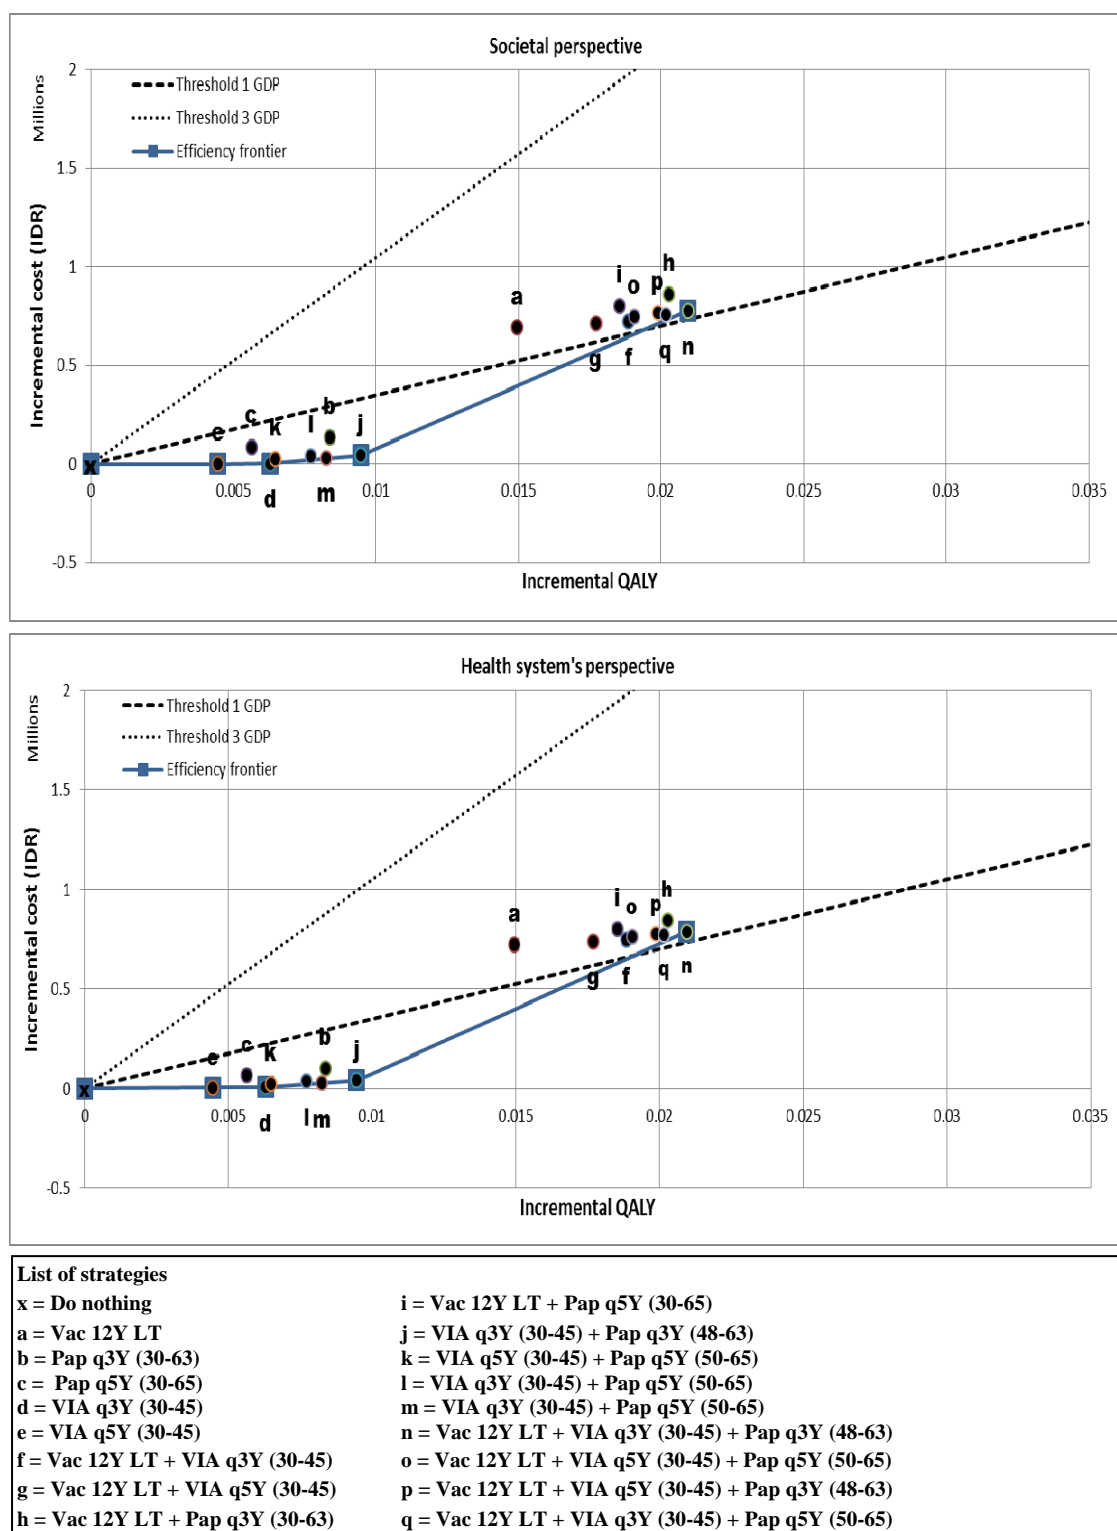 Societal perspective
2
1.5
1
0.5
0
-0.5
Millions
Incremental cost (IDR)
Threshold 1 GDP
Threshold 3 GDP
Efficiency frontier
h
i
o
p
a
g
f
q
n
c
b
e
k
l
j
x
d
m
0
0.005
0.01
0.015
0.02
0.025
0.03
0.035
Incremental QALY
Health system's perspective
2
1.5
1
0.5
0
-0.5
Millions
Incremental cost (IDR)
Threshold 1 GDP
Threshold 3 GDP
Efficiency frontier
h
i
o
p
a
g
f
q
n
b
c
e
k
j
x
d
l
m
0
0.005
0.01
0.015
0.02
0.025
0.03
0.035
Incremental QALY
List of strategies
x = Do nothing
a = Vac 12Y LT
b = Pap q3Y (30-63)
c = Pap q5Y (30-65)
d = VIA q3Y (30-45)
e = VIA q5Y (30-45)
f = Vac 12Y LT + VIA q3Y (30-45)
g = Vac 12Y LT + VIA q5Y (30-45)
h = Vac 12Y LT + Pap q3Y (30-63)
i = Vac 12Y LT + Pap q5Y (30-65)
j = VIA q3Y (30-45) + Pap q3Y (48-63)
k = VIA q5Y (30-45) + Pap q5Y (50-65)
l = VIA q3Y (30-45) + Pap q5Y (50-65)
m = VIA q3Y (30-45) + Pap q5Y (50-65)
n = Vac 12Y LT + VIA q3Y (30-45) + Pap q3Y (48-63)
o = Vac 12Y LT + VIA q5Y (30-45) + Pap q5Y (50-65)
p = Vac 12Y LT + VIA q5Y (30-45) + Pap q3Y (48-63)
q = Vac 12Y LT + VIA q3Y (30-45) + Pap q5Y (50-65)